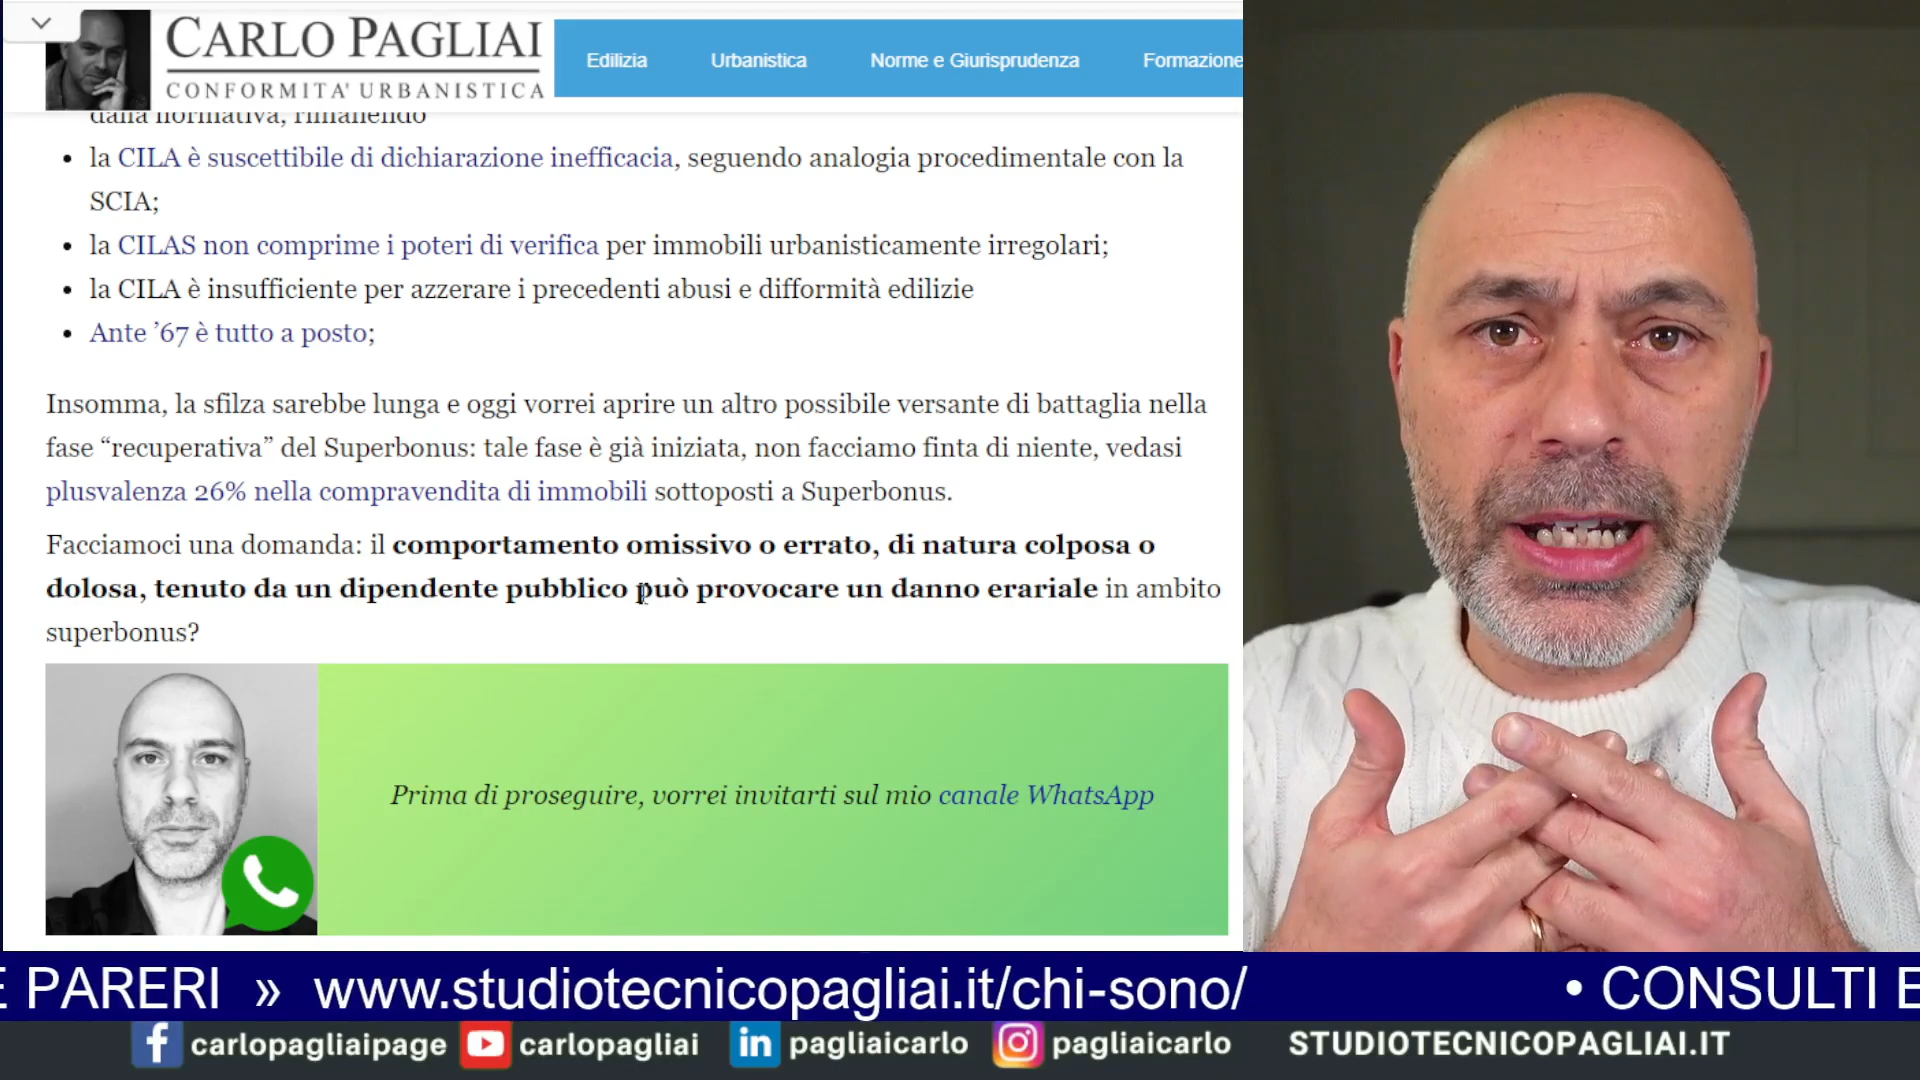 CARLO PAGLIAI
CONFORMITA' URBANISTICA
Edilizia Urbanistica Norme e Giurisprudenza Formazione
dalla normativa, rimanendo
• la CILA è suscettibile di dichiarazione inefficacia, seguendo analogia procedimentale con la
SCIA;
• la CILAS non comprime i poteri di verifica per immobili urbanisticamente irregolari;
• la CILA è insufficiente per azzerare i precedenti abusi e difformità edilizie
• Ante ’67 è tutto a posto;
Insomma, la sfilza sarebbe lunga e oggi vorrei aprire un altro possibile versante di battaglia nella
fase “recuperativa” del Superbonus: tale fase è già iniziata, non facciamo finta di niente, vedasi
plusvalenza 26% nella compravendita di immobili sottoposti a Superbonus.
Facciamoci una domanda: il comportamento omissivo o errato, di natura colposa o
dolosa, tenuto da un dipendente pubblico può provocare un danno erariale in ambito
superbonus?
Prima di proseguire, vorrei invitarti sul mio canale WhatsApp
E PARERI » www.studiotecnicopagliai.it/chi-sono/ • CONSULTI E
carlopagliaipage carlopagliai pagliaicarlo pagliaicarlo STUDIOTECNICOPAGLIAI.IT